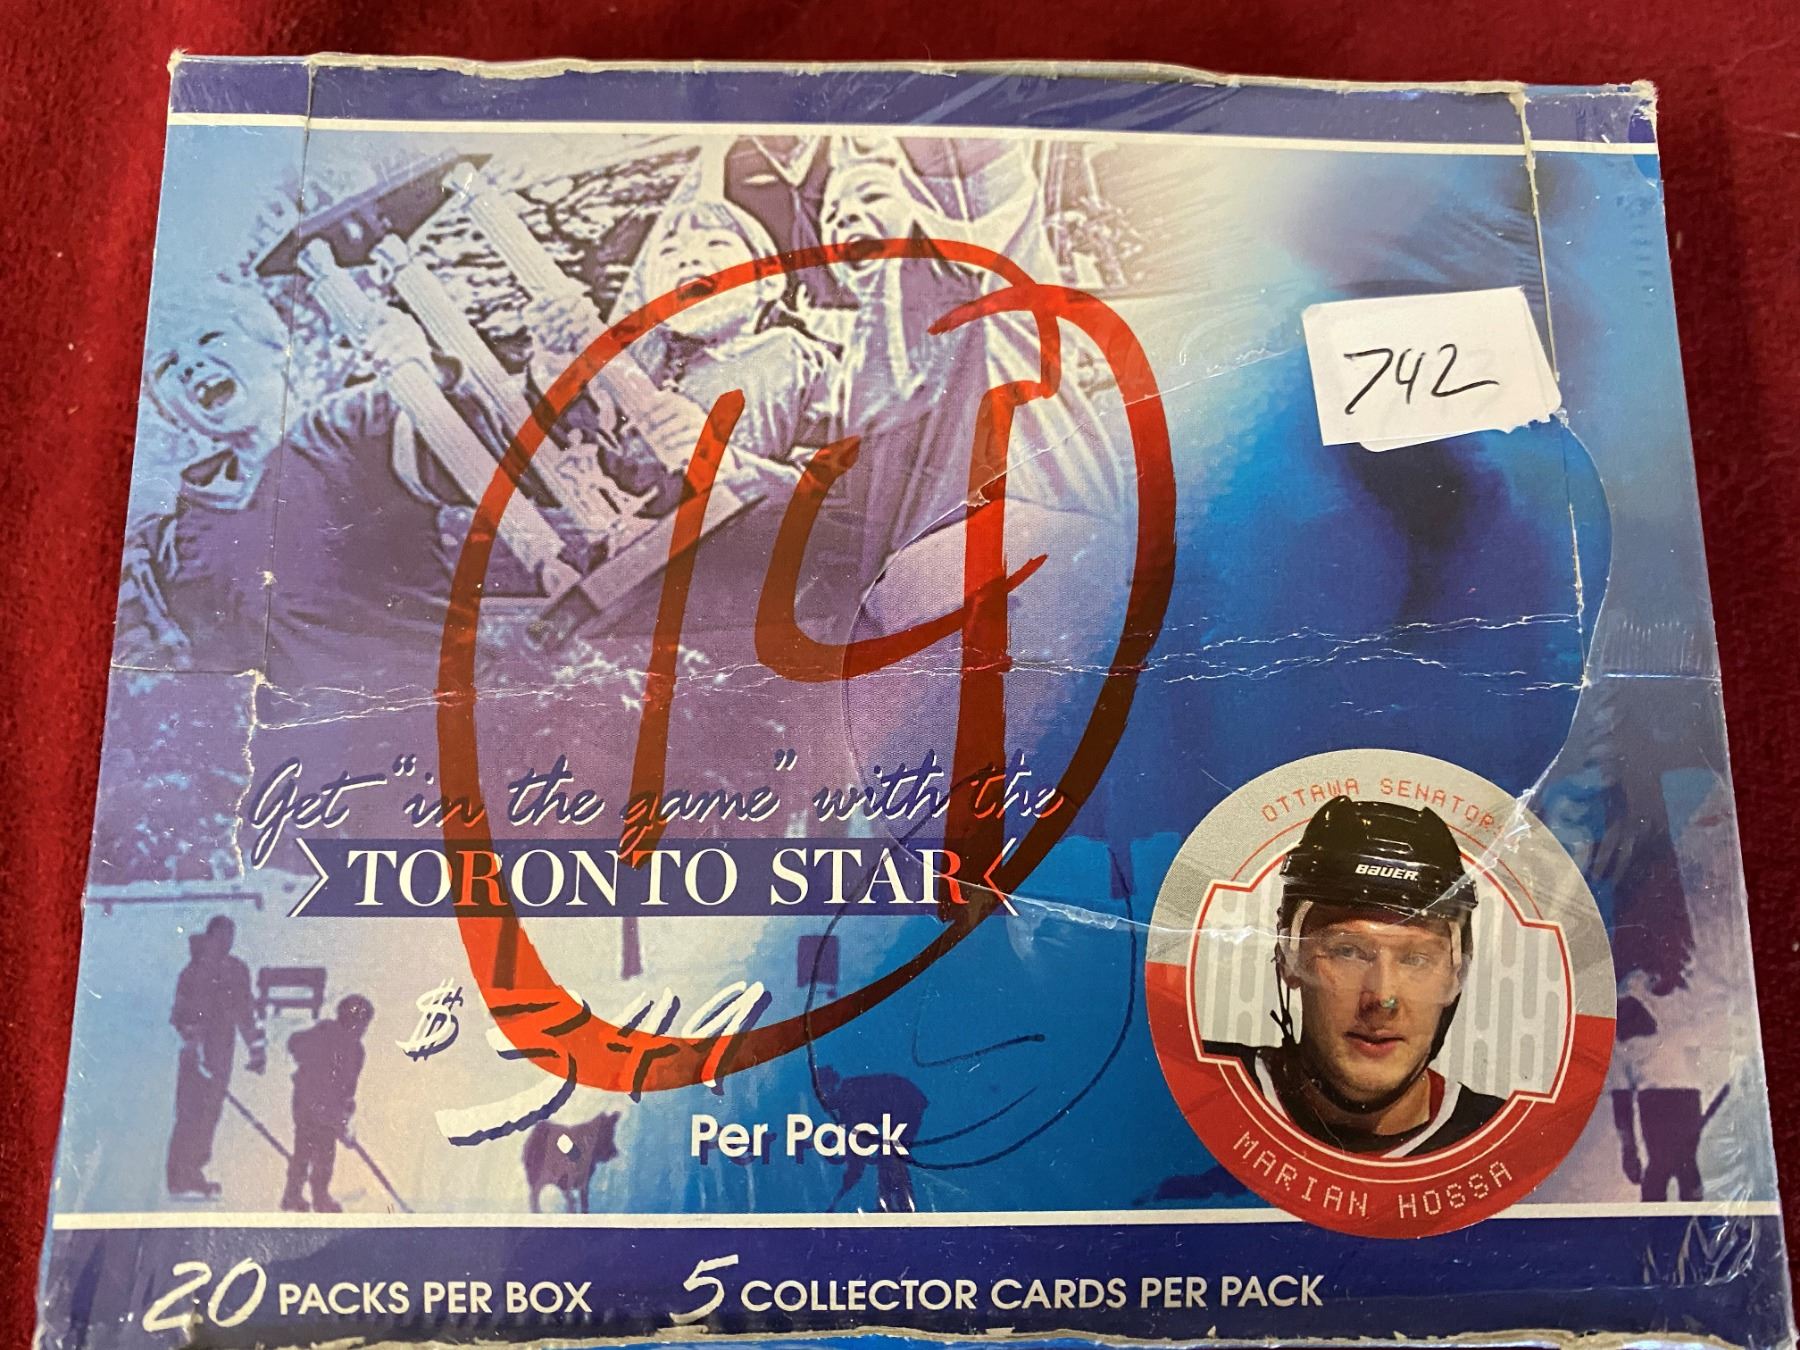 742
14
Get "in the game" with the
TORONTO STAR
$3.49
Per Pack
OTTAWA SENATORS
BAUER
MARIAN HOSSA
20 PACKS PER BOX 5 COLLECTOR CARDS PER PACK